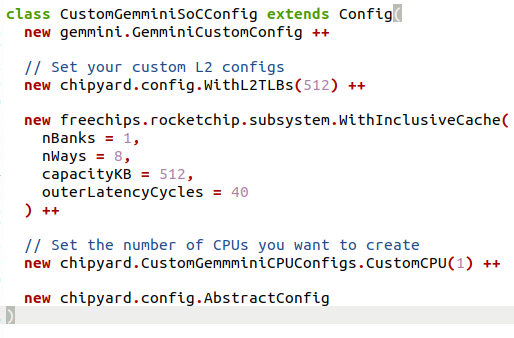 class CustomGemminiSoCConfig extends Config(
  new gemmini.GemminiCustomConfig ++

  // Set your custom L2 configs
  new chipyard.config.WithL2TLBs(512) ++

  new freechips.rocketchip.subsystem.WithInclusiveCache(
    nBanks = 1,
    nWays = 8,
    capacityKB = 512,
    outerLatencyCycles = 40
  ) ++

  // Set the number of CPUs you want to create
  new chipyard.CustomGemmminiCPUConfigs.CustomCPU(1) ++

  new chipyard.config.AbstractConfig
)